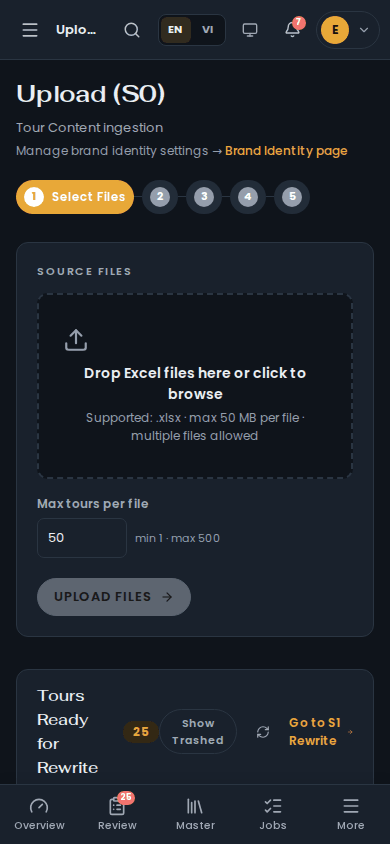 Uplo...
EN
VI
7
E
Upload (S0)
Tour Content ingestion
Manage brand identity settings → Brand Identity page
1 Select Files
2
3
4
5
SOURCE FILES
Drop Excel files here or click to
browse
Supported: .xlsx · max 50 MB per file ·
multiple files allowed
Max tours per file
50
min 1 · max 500
UPLOAD FILES →
Tours
Ready
for
Rewrite
25
Show
Trashed
Go to S1
Rewrite
26
Overview
Review
Master
Jobs
More